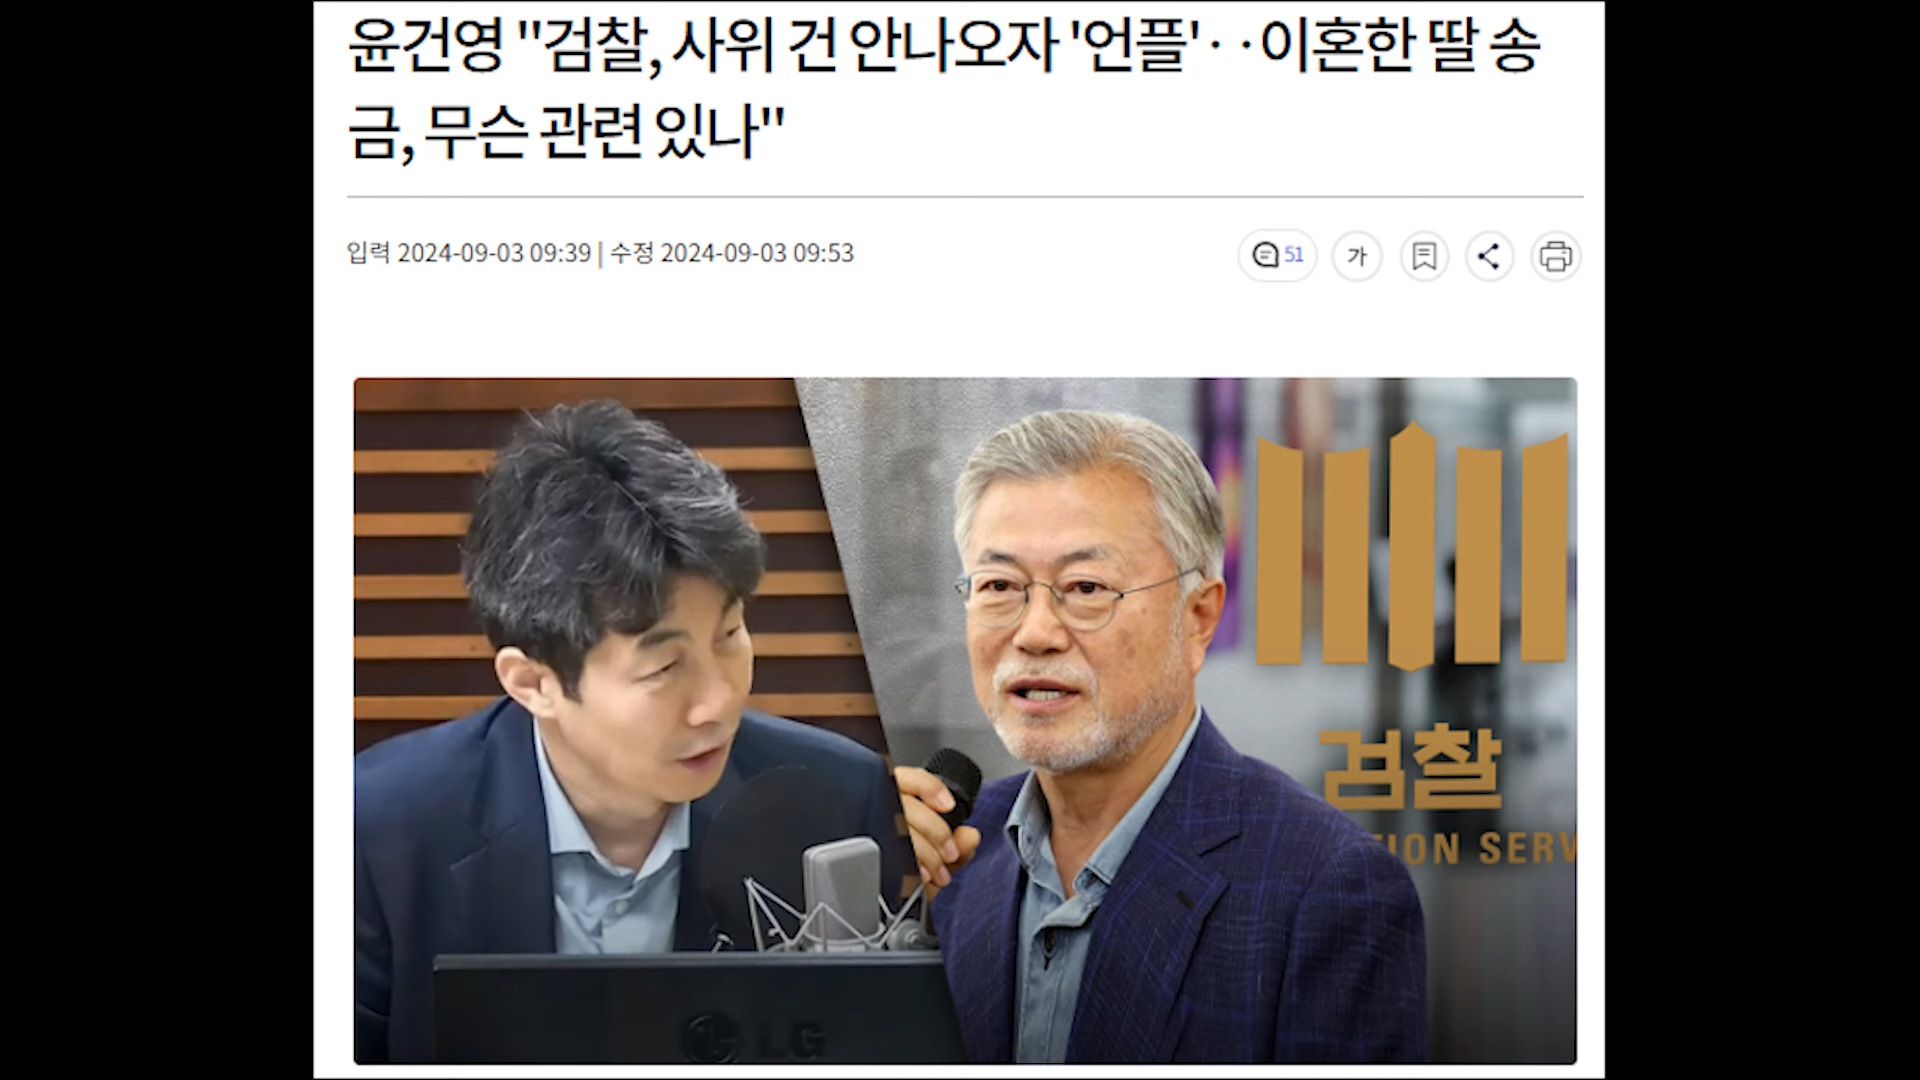 윤건영 "검찰, 사위 건 안나오자 '언플'‥이혼한 딸 송
금, 무슨 관련 있나"
입력 2024-09-03 09:39 | 수정 2024-09-03 09:53
51
가
검찰
TION SERV
LG